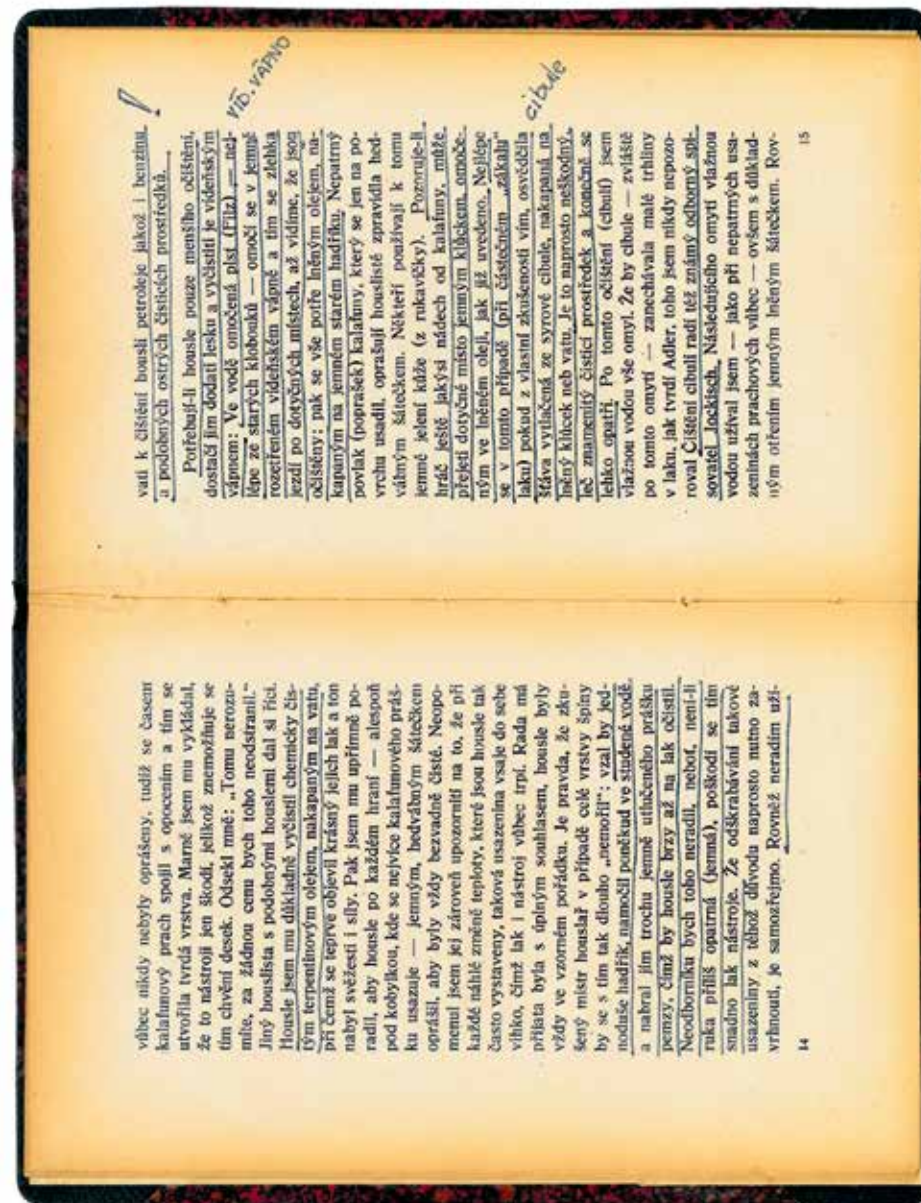 vůbec nikdy nebyly oprášeny, tudíž se časem
kalafunový prach spojil s opocením a tím se
utvořila tvrdá vrstva. Marně jsem mu vykládal,
že to nástroji jen škodí, jelikož znemožňuje se
tím chvění desek. Odsekl mně: „Tomu nerozu-
míte, za žádnou cenu bych toho neodstranil.“
Jiný houslista s podobnými houslemi dal si říci.
Housle jsem mu důkladně vyčistil chemicky čis-
tým terpentinovým olejem, nakapaným na vatu,
při čemž se teprve objevil krásný jejich lak a ton
nabyl svěžesti i síly. Pak jsem mu upřímně po-
radil, aby housle po každém hraní — alespoň
pod kobylkou, kde se nejvíce kalafunového práš-
ku usazuje — jemným, hedvábným šátečkem
oprášil, aby byly vždy bezvadně čisté. Neopo-
menul jsem jej zároveň upozorniti na to, že při
každé náhlé změně teploty, které jsou housle tak
často vystaveny, taková usazenina vsaje do sebe
vlhko, čímž lak i nástroj vůbec trpí. Rada má
přijata byla s úplným souhlasem, housle byly
vždy ve vzorném pořádku. Je pravda, že zku-
šený mistr houslař v případě celé vrstvy špíny
by se s tím tak dlouho „nemořil“: vzal by jed-
noduše hadřík, namočil poněkud ve studené vodě
a nabral jím trochu jemně utlučeného prášku
pemzy, čímž by housle brzy až na lak očistil.
Neodborníku bych toho neradil, neboť, není-li
ruka příliš opatrná (jemná), poškodí se tím
snadno lak nástroje. Že odškrabávání takové
usazeniny z téhož důvodu naprosto nutno za-
vrhnouti, je samozřejmo. Rovněž neradím uží-
14
vati k čištění houslí petroleje jakož i benzinu
a podobných ostrých čisticích prostředků.
!
Potřebují-li housle pouze menšího očištění,
dostačí jim dodati lesku a vyčistiti je vídeňským
vápnem: Ve vodě omočená plst (Filz) — nej-
VÍD. VÁPNO
lépe ze starých klobouků — omočí se v jemně
rozetřeném vídeňském vápně a tím se zlehka
jezdí po dotyčných místech, až vidíme, že jsou
očištěny: pak se vše potře lněným olejem, na-
kapaným na jemném starém hadříku. Nepatrný
povlak (poprašek) kalafuny, který se jen na po-
vrchu usadil, oprašují houslisté zpravidla hed-
vábným šátečkem. Někteří používají k tomu
jemné jelení kůže (z rukavičky). Pozoruje-li
hráč ještě jakýsi nádech od kalafuny, může
přejeti dotyčné místo jemným klůckem, omoče-
ným ve lněném oleji, jak již uvedeno. Nejlépe
se v tomto případě (při částečném „zákalu“
cibule
laku) pokud z vlastní zkušenosti vím, osvědčila
šťáva vytlačená ze syrové cibule, nakapaná na
lněný klúcek neb vatu. Je to naprosto neškodný,
leč znamenitý čisticí prostředek a konečně se
lehko opatří. Po tomto očištění (cibulí) jsem
vlažnou vodou vše omyl. Že by cibule — zvláště
po tomto omytí — zanechávala malé trhliny
v laku, jak tvrdí Adler, toho jsem nikdy nepozo-
roval. Čištění cibulí radí též známý odborný spi-
sovatel Jockisch. Následujícího omytí vlažnou
vodou užíval jsem — jako při nepatrných usa-
zeninách prachových vůbec — ovšem s důklad-
ným otřením jemným lněným šátečkem. Rov-
15